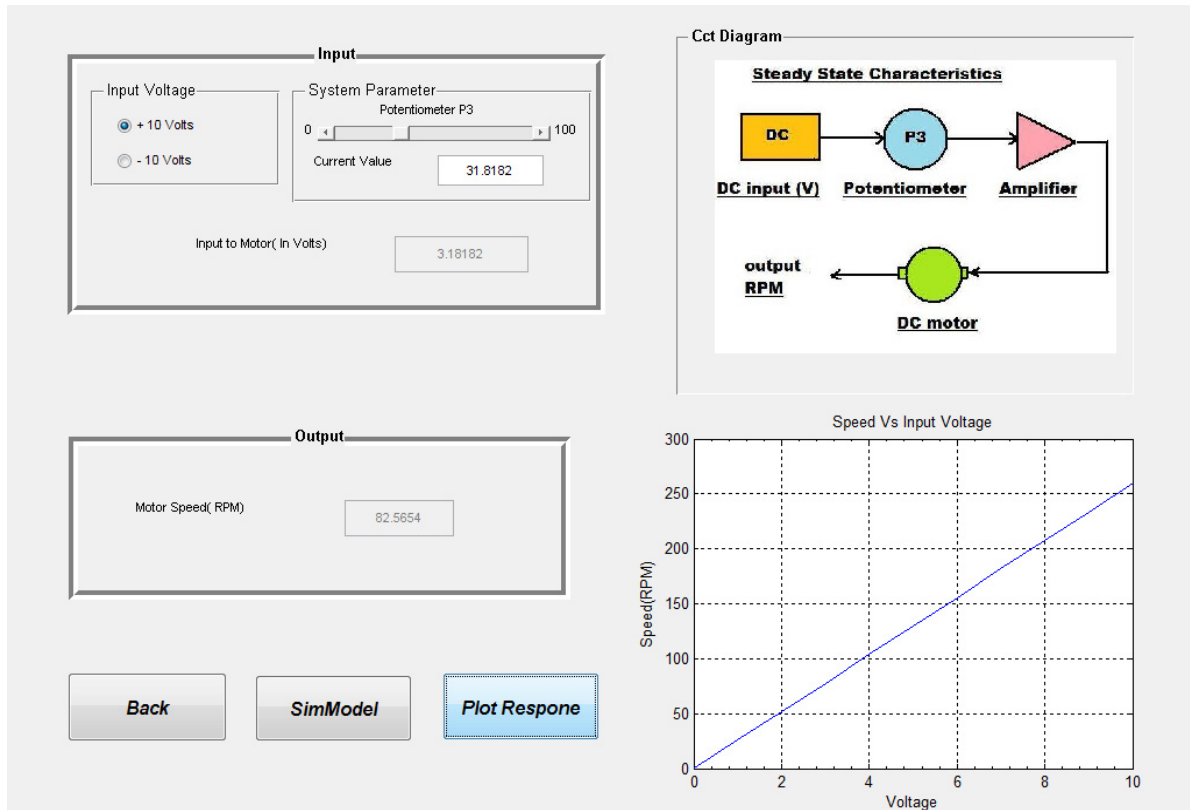 Input
Input Voltage
+ 10 Volts
- 10 Volts
System Parameter
Potentiometer P3
0
100
Current Value
31.8182
Input to Motor( In Volts)
3.18182
Cct Diagram
Steady State Characteristics
DC
P3
DC input (V)
Potentiometer
Amplifier
output
RPM
DC motor
Output
Motor Speed( RPM)
82.5654
Back
SimModel
Plot Respone
Speed Vs Input Voltage
300
250
200
150
100
50
0
Speed(RPM)
0 2 4 6 8 10
Voltage